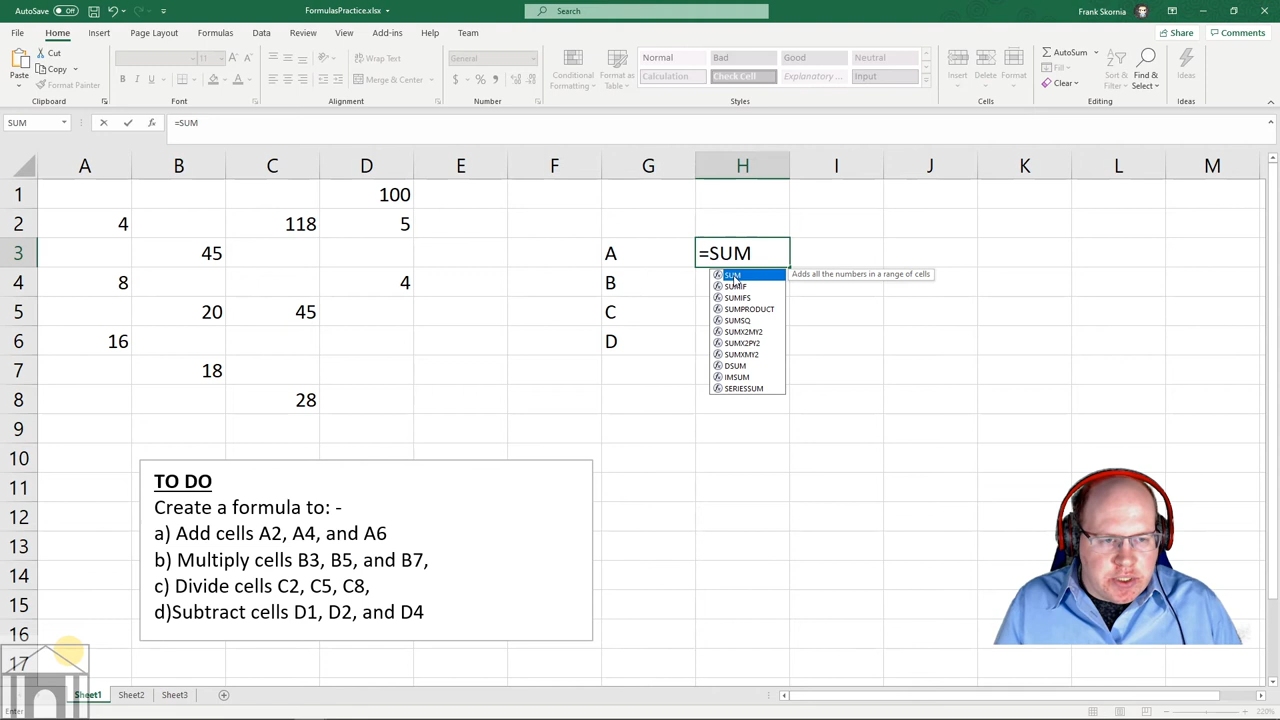 AutoSave Off FormulasPractice.xlsx Search Frank Skornia
File Home Insert Page Layout Formulas Data Review View Add-ins Help Team Share Comments
Cut
Copy
Format Painter
Paste
11
Wrap Text
Merge & Center
Conditional Formatting
Format as Table
Normal Bad Good Neutral
Calculation Check Cell Explanatory ... Input
Insert Delete Format
AutoSum
Fill
Clear
Sort & Filter
Find & Select
Ideas
Clipboard Font Alignment Number Styles Cells Editing Ideas
SUM =SUM
A B C D E F G H I J K L M
1 100
2 4 118 5
3 45 A =SUM
4 8 4 B
5 20 45 C
6 16 D
7 18
8 28
9
10
11
12
13
14
15
16
17
SUM
SUMIF
SUMIFS
SUMPRODUCT
SUMSQ
SUMX2MY2
SUMX2PY2
SUMXMY2
DSUM
IMSUM
SERIESSUM
Adds all the numbers in a range of cells
TO DO
Create a formula to: -
a) Add cells A2, A4, and A6
b) Multiply cells B3, B5, and B7,
c) Divide cells C2, C5, C8,
d)Subtract cells D1, D2, and D4
Sheet1 Sheet2 Sheet3
Enter 220%